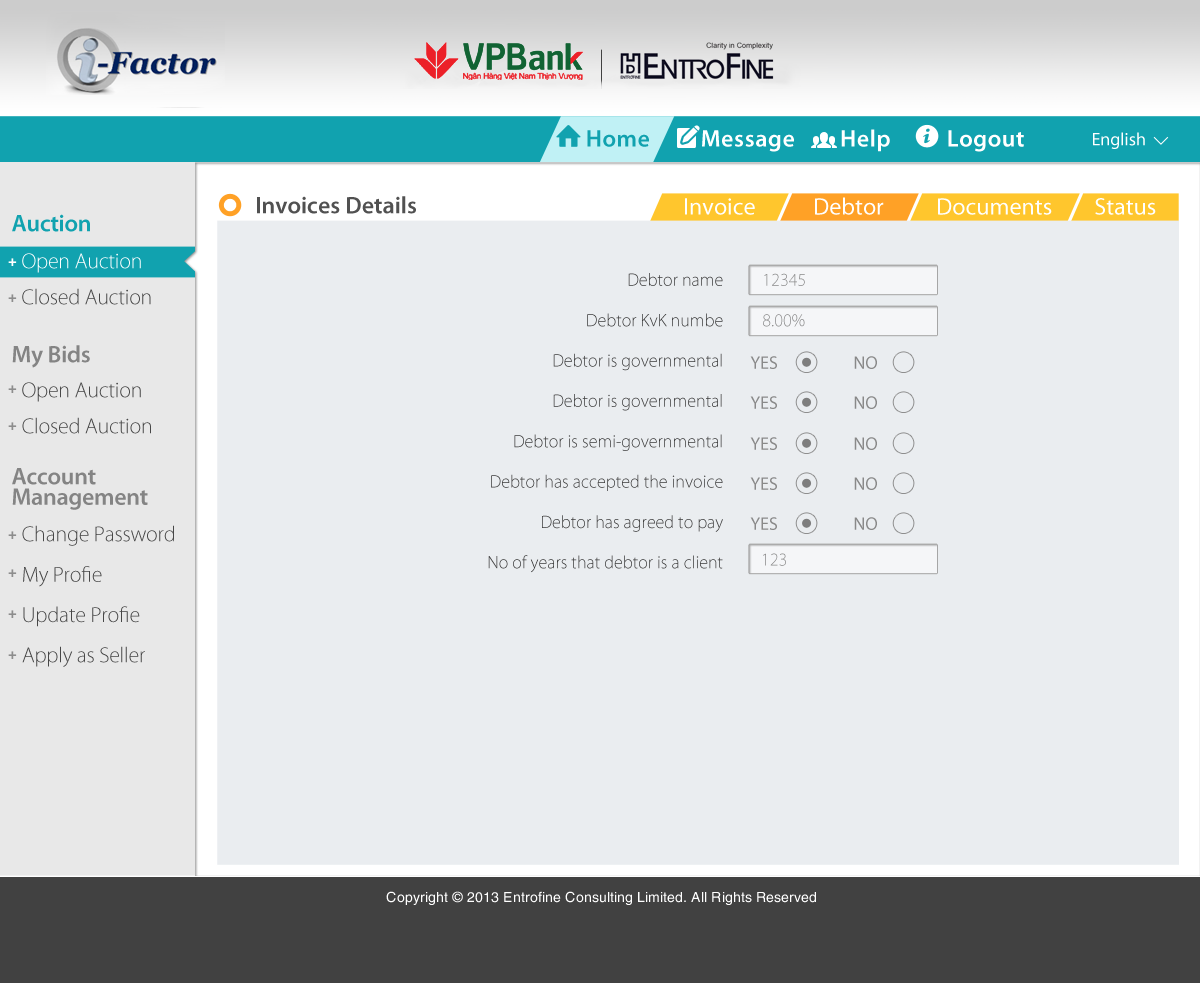 i-Factor
VPBank
Ngân Hàng Việt Nam Thịnh Vượng
Clarity in Complexity
ENTROFINE
ENTROFINE
Home
Message
Help
Logout
English
Auction
+ Open Auction
+ Closed Auction
My Bids
+ Open Auction
+ Closed Auction
Account
Management
+ Change Password
+ My Profie
+ Update Profie
+ Apply as Seller
Invoices Details
Invoice
Debtor
Documents
Status
Debtor name 12345
Debtor KvK numbe 8.00%
Debtor is governmental YES NO
Debtor is governmental YES NO
Debtor is semi-governmental YES NO
Debtor has accepted the invoice YES NO
Debtor has agreed to pay YES NO
No of years that debtor is a client 123
Copyright © 2013 Entrofine Consulting Limited. All Rights Reserved